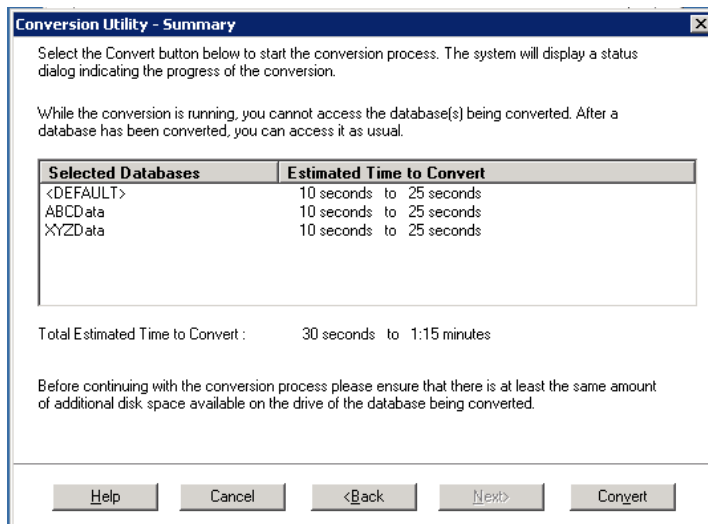 Conversion Utility - Summary
Select the Convert button below to start the conversion process. The system will display a status
dialog indicating the progress of the conversion.
While the conversion is running, you cannot access the database(s) being converted. After a
database has been converted, you can access it as usual.
Selected Databases Estimated Time to Convert
<DEFAULT> 10 seconds to 25 seconds
ABCData 10 seconds to 25 seconds
XYZData 10 seconds to 25 seconds
Total Estimated Time to Convert : 30 seconds to 1:15 minutes
Before continuing with the conversion process please ensure that there is at least the same amount
of additional disk space available on the drive of the database being converted.
Help Cancel <Back Next> Convert